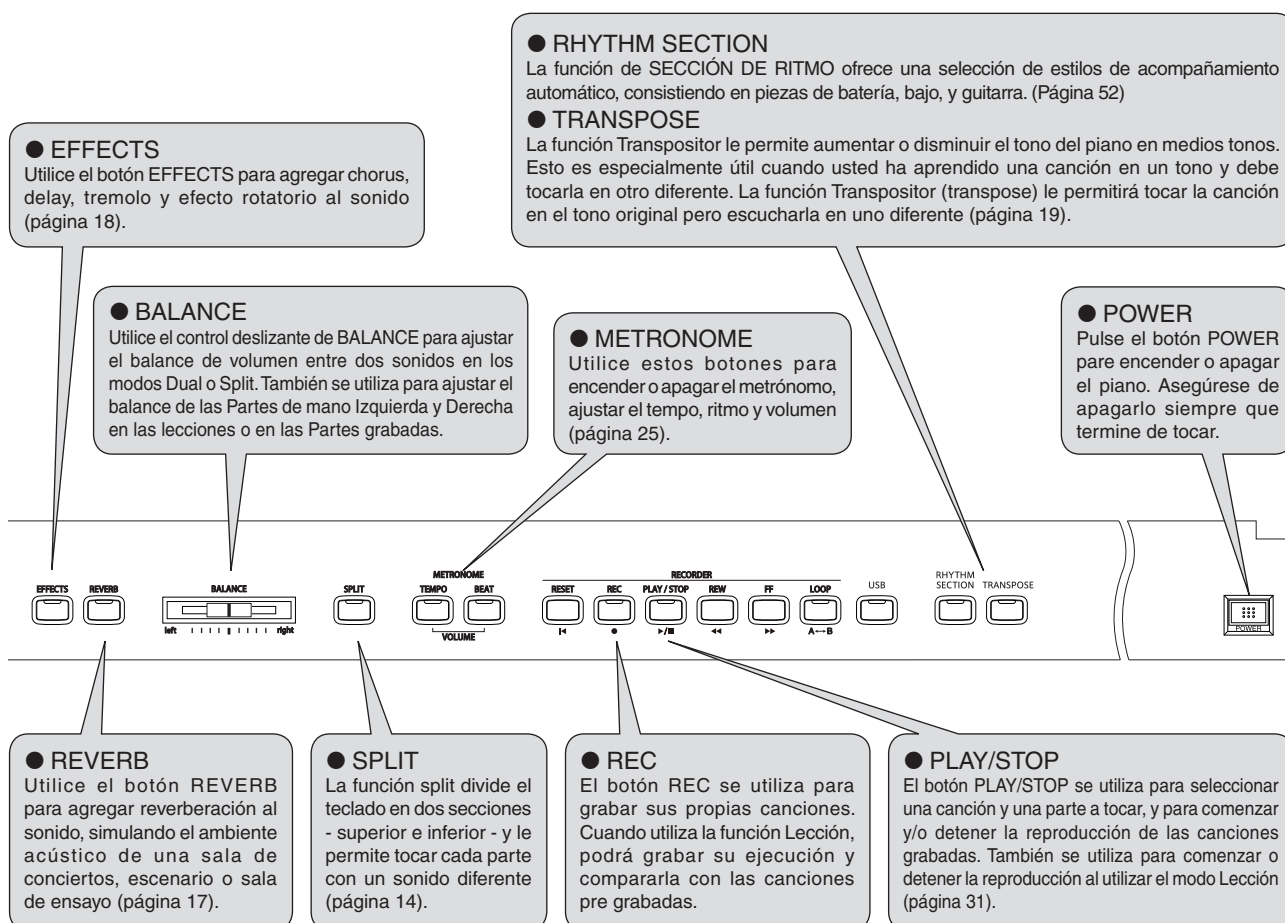 ● RHYTHM SECTION
La función de SECCIÓN DE RITMO ofrece una selección de estilos de acompañamiento
automático, consistiendo en piezas de batería, bajo, y guitarra. (Página 52)
● TRANSPOSE
La función Transpositor le permite aumentar o disminuir el tono del piano en medios tonos.
Esto es especialmente útil cuando usted ha aprendido una canción en un tono y debe
tocarla en otro diferente. La función Transpositor (transpose) le permitirá tocar la canción
en el tono original pero escucharla en uno diferente (página 19).
● EFFECTS
Utilice el botón EFFECTS para agregar chorus,
delay, tremolo y efecto rotatorio al sonido
(página 18).
● BALANCE
Utilice el control deslizante de BALANCE para ajustar
el balance de volumen entre dos sonidos en los
modos Dual o Split. También se utiliza para ajustar el
balance de las Partes de mano Izquierda y Derecha
en las lecciones o en las Partes grabadas.
● METRONOME
Utilice estos botones para
encender o apagar el metrónomo,
ajustar el tempo, ritmo y volumen
(página 25).
● POWER
Pulse el botón POWER
pare encender o apagar
el piano. Asegúrese de
apagarlo siempre que
termine de tocar.
EFFECTS REVERB BALANCE left right SPLIT
METRONOME
TEMPO BEAT
VOLUME
RECORDER
RESET REC PLAY / STOP REW FF LOOP
I◀ ● ▶/■ ◀◀ ▶▶ A↔B
USB
RHYTHM
SECTION TRANSPOSE
POWER
● REVERB
Utilice el botón REVERB
para agregar reverberación al
sonido, simulando el ambiente
acústico de una sala de
conciertos, escenario o sala
de ensayo (página 17).
● SPLIT
La función split divide el
teclado en dos secciones
- superior e inferior - y le
permite tocar cada parte
con un sonido diferente
(página 14).
● REC
El botón REC se utiliza para
grabar sus propias canciones.
Cuando utiliza la función Lección,
podrá grabar su ejecución y
compararla con las canciones
pre grabadas.
● PLAY/STOP
El botón PLAY/STOP se utiliza para seleccionar
una canción y una parte a tocar, y para comenzar
y/o detener la reproducción de las canciones
grabadas. También se utiliza para comenzar o
detener la reproducción al utilizar el modo Lección
(página 31).